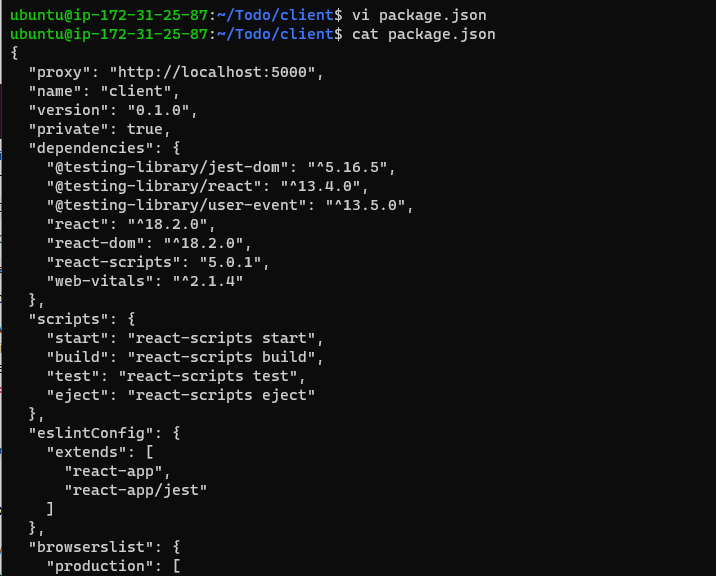 ubuntu@ip-172-31-25-87:~/Todo/client$ vi package.json
ubuntu@ip-172-31-25-87:~/Todo/client$ cat package.json
{
  "proxy": "http://localhost:5000",
  "name": "client",
  "version": "0.1.0",
  "private": true,
  "dependencies": {
    "@testing-library/jest-dom": "^5.16.5",
    "@testing-library/react": "^13.4.0",
    "@testing-library/user-event": "^13.5.0",
    "react": "^18.2.0",
    "react-dom": "^18.2.0",
    "react-scripts": "5.0.1",
    "web-vitals": "^2.1.4"
  },
  "scripts": {
    "start": "react-scripts start",
    "build": "react-scripts build",
    "test": "react-scripts test",
    "eject": "react-scripts eject"
  },
  "eslintConfig": {
    "extends": [
      "react-app",
      "react-app/jest"
    ]
  },
  "browserslist": {
    "production": [